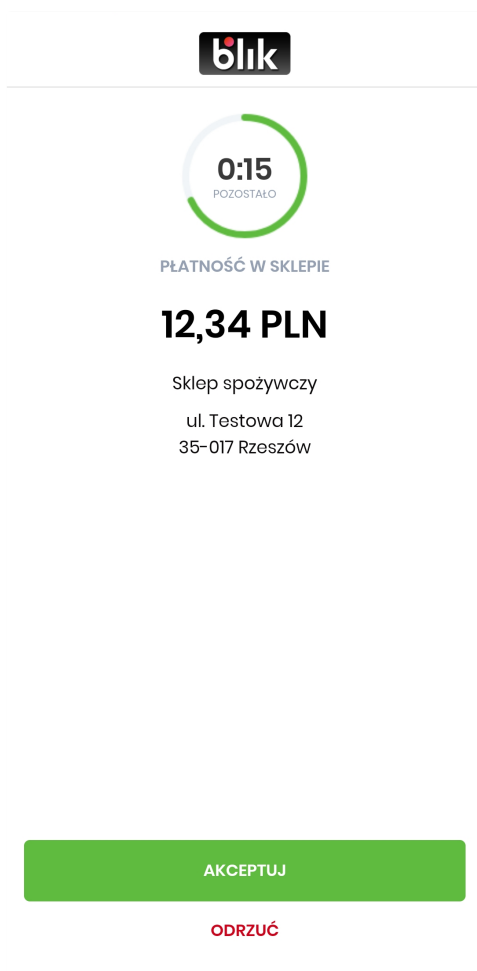 blik
0:15
POZOSTAŁO
PŁATNOŚĆ W SKLEPIE
12,34 PLN
Sklep spożywczy
ul. Testowa 12
35-017 Rzeszów
AKCEPTUJ
ODRZUĆ